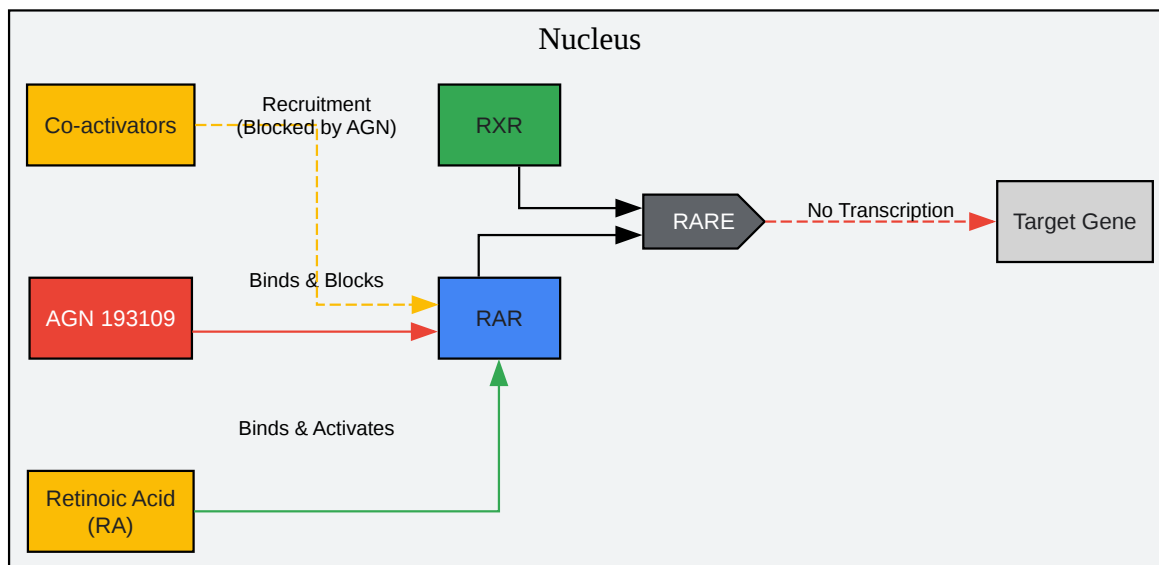 Nucleus
Co-activators
Recruitment
(Blocked by AGN)
RXR
RARE
No Transcription
Target Gene
Binds & Blocks
AGN 193109
RAR
Binds & Activates
Retinoic Acid
(RA)